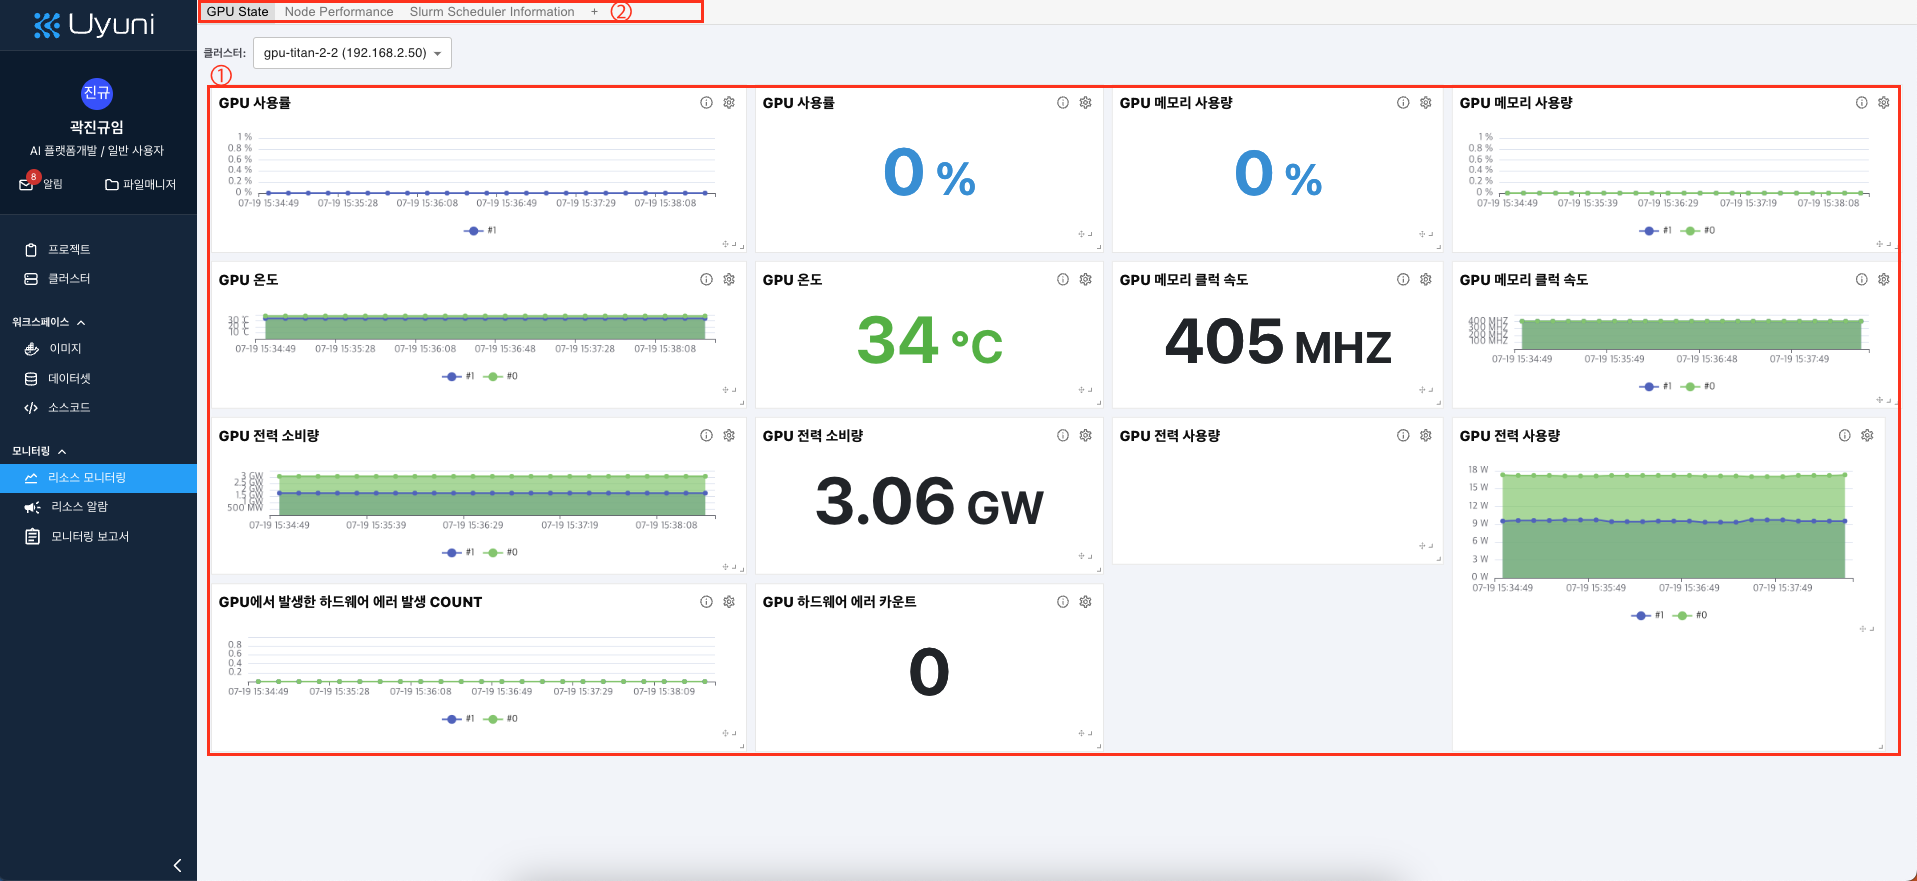 Uyuni
진규
곽진규임
AI 플랫폼개발 / 일반 사용자
8 알림 파일매니저
프로젝트
클러스터
워크스페이스
이미지
데이터셋
소스코드
모니터링
리소스 모니터링
리소스 알람
모니터링 보고서
GPU State Node Performance Slurm Scheduler Information + ②
클러스터: gpu-titan-2-2 (192.168.2.50)
①
GPU 사용률
1 %
0.8 %
0.6 %
0.4 %
0.2 %
0 %
07-19 15:34:49 07-19 15:35:28 07-19 15:36:08 07-19 15:36:49 07-19 15:37:29 07-19 15:38:08
#1
GPU 사용률
0 %
GPU 메모리 사용량
0 %
GPU 메모리 사용량
1 %
0.8 %
0.6 %
0.4 %
0.2 %
0 %
07-19 15:34:49 07-19 15:35:39 07-19 15:36:29 07-19 15:37:19 07-19 15:38:08
#1 #0
GPU 온도
30 ℃
20 ℃
10 ℃
07-19 15:34:49 07-19 15:35:28 07-19 15:36:08 07-19 15:36:48 07-19 15:37:28 07-19 15:38:08
#1 #0
GPU 온도
34 °C
GPU 메모리 클럭 속도
405 MHZ
GPU 메모리 클럭 속도
400 MHZ
300 MHZ
200 MHZ
100 MHZ
07-19 15:34:49 07-19 15:35:49 07-19 15:36:48 07-19 15:37:49
#1 #0
GPU 전력 소비량
3 GW
2.5 GW
2 GW
1.5 GW
1 GW
500 MW
07-19 15:34:49 07-19 15:35:39 07-19 15:36:29 07-19 15:37:19 07-19 15:38:08
#1 #0
GPU 전력 소비량
3.06 GW
GPU 전력 사용량
GPU 전력 사용량
18 W
15 W
12 W
9 W
6 W
3 W
0 W
07-19 15:34:49 07-19 15:35:49 07-19 15:36:49 07-19 15:37:49
#1 #0
GPU에서 발생한 하드웨어 에러 발생 COUNT
0.8
0.6
0.4
0.2
07-19 15:34:49 07-19 15:35:28 07-19 15:36:08 07-19 15:36:49 07-19 15:37:29 07-19 15:38:09
#1 #0
GPU 하드웨어 에러 카운트
0